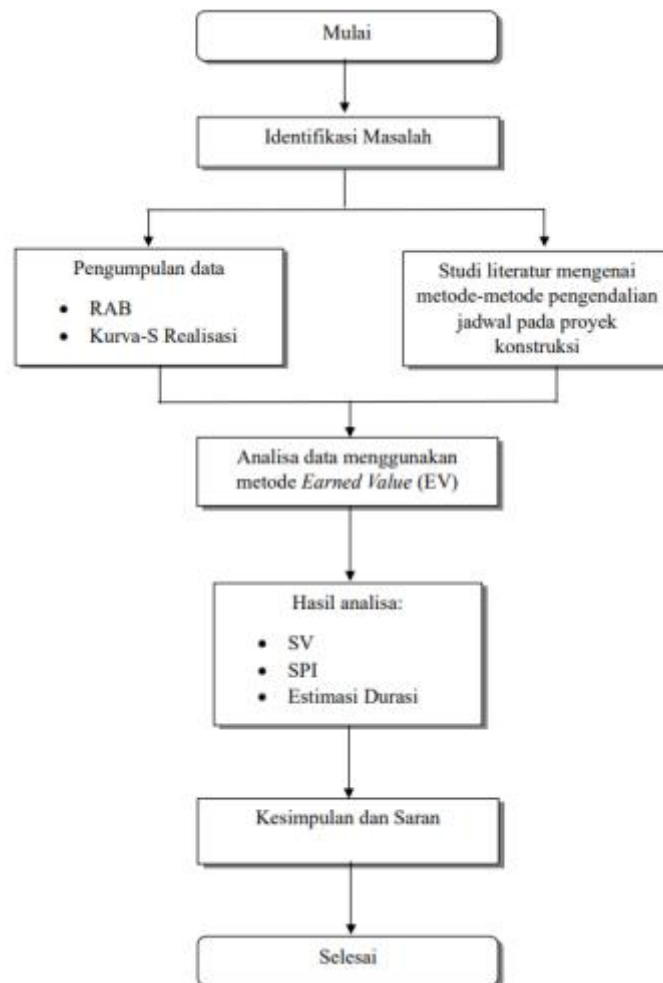 Mulai
Identifikasi Masalah
Pengumpulan data
• RAB
• Kurva-S Realisasi
Studi literatur mengenai
metode-metode pengendalian
jadwal pada proyek
konstruksi
Analisa data menggunakan
metode Earned Value (EV)
Hasil analisa:
• SV
• SPI
• Estimasi Durasi
Kesimpulan dan Saran
Selesai